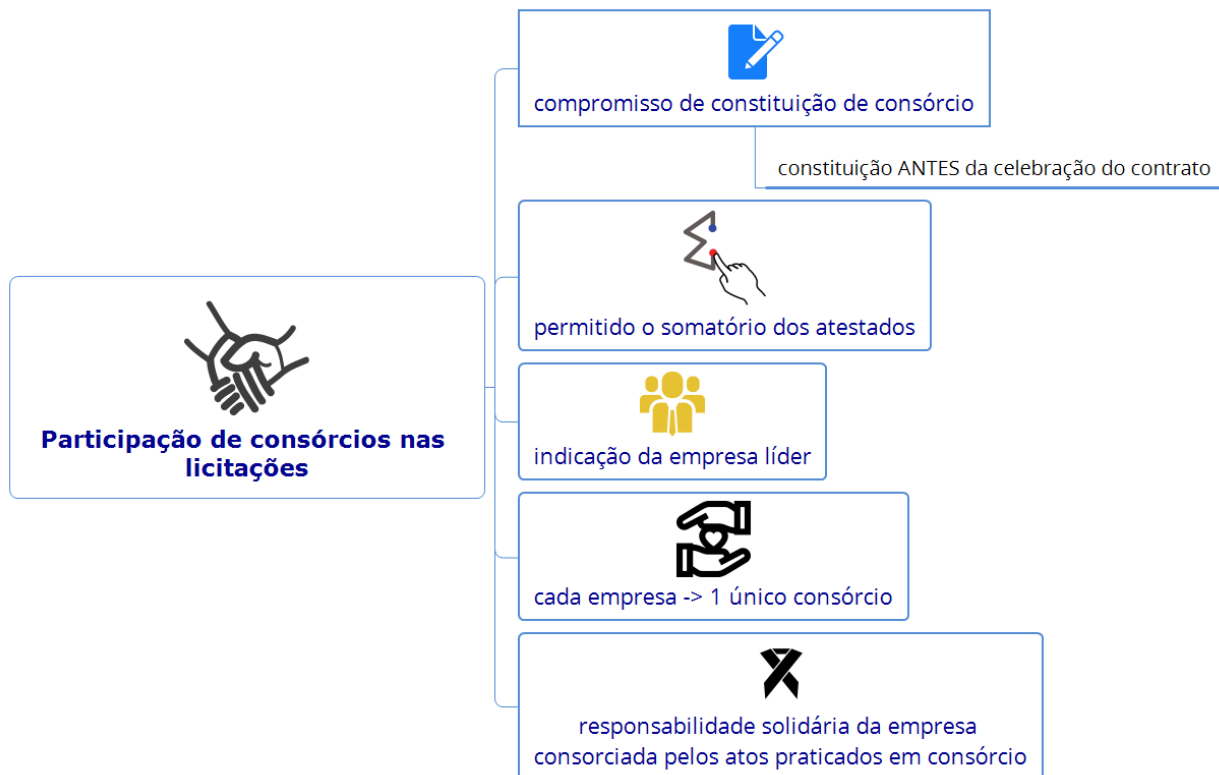 Participação de consórcios nas
licitações
compromisso de constituição de consórcio
constituição ANTES da celebração do contrato
permitido o somatório dos atestados
indicação da empresa líder
cada empresa -> 1 único consórcio
responsabilidade solidária da empresa
consorciada pelos atos praticados em consórcio